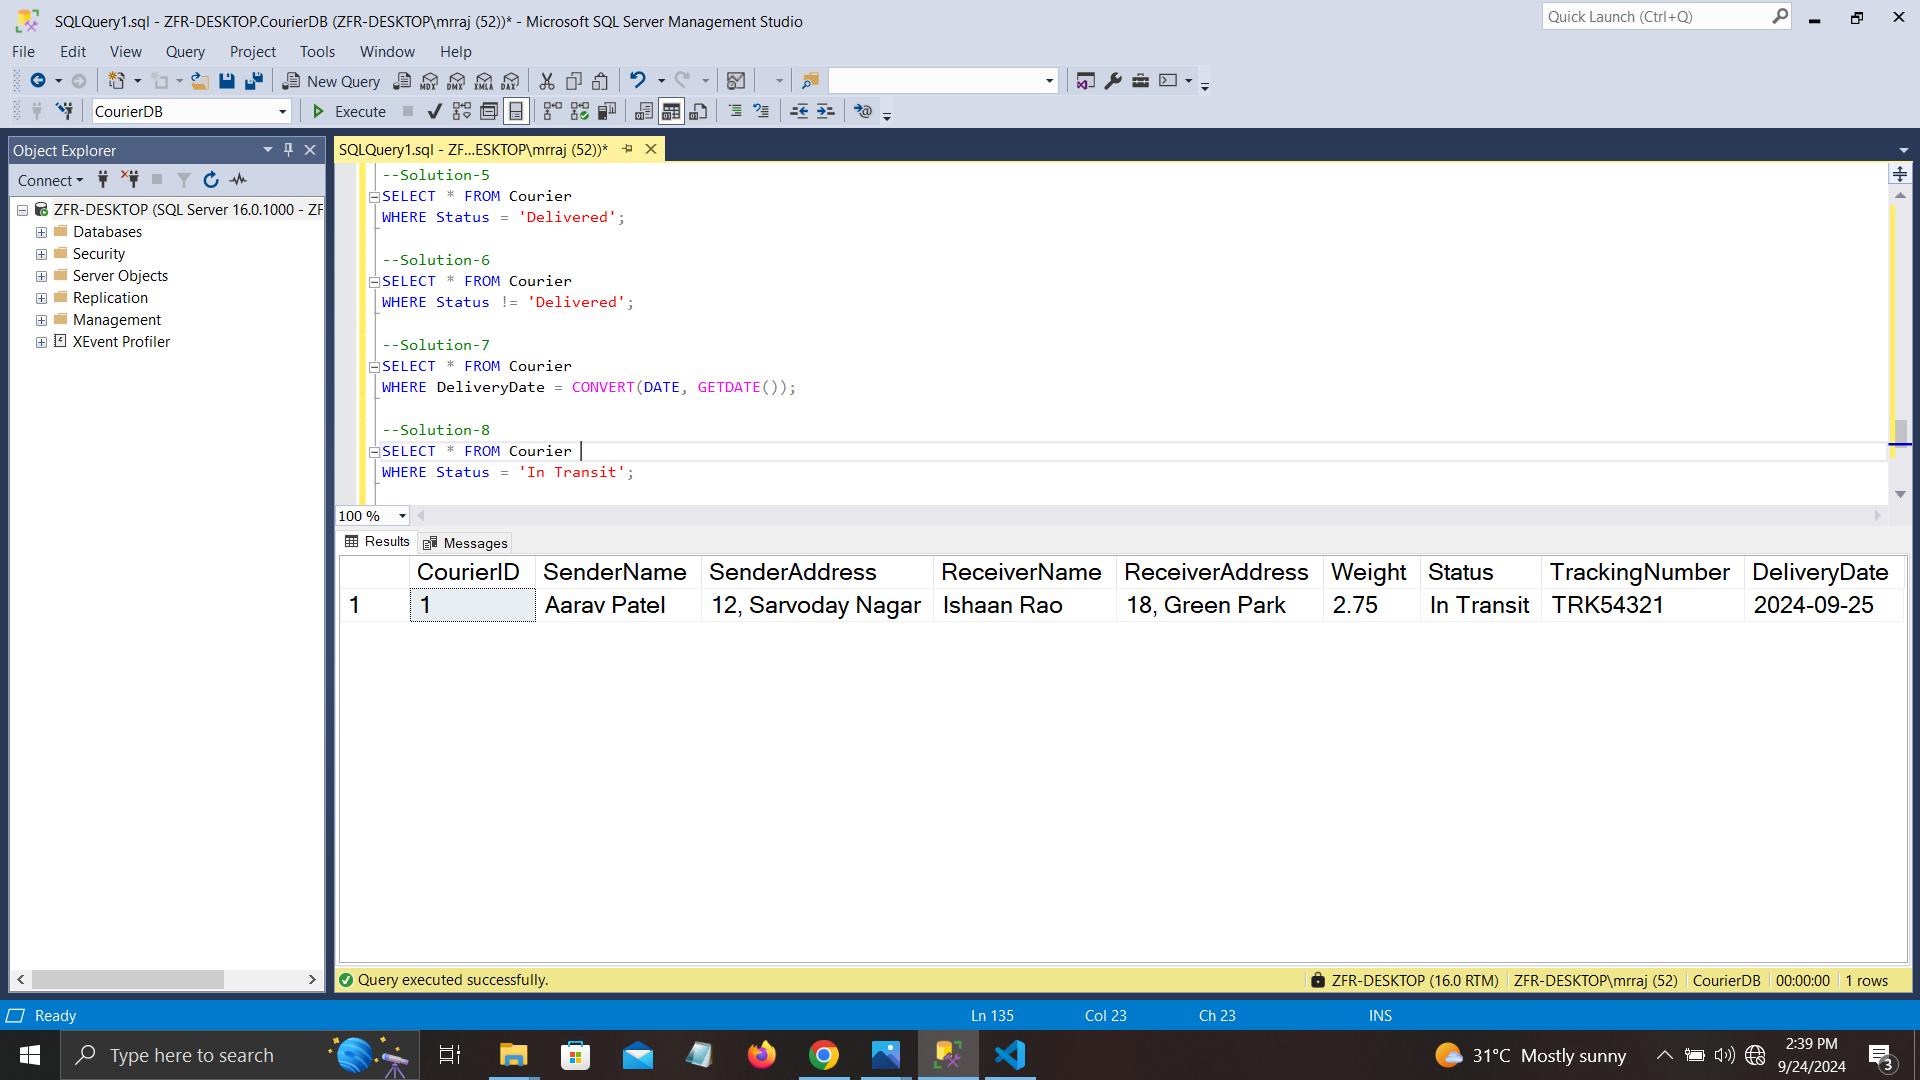 SQLQuery1.sql - ZFR-DESKTOP.CourierDB (ZFR-DESKTOP\mrraj (52))* - Microsoft SQL Server Management Studio
Quick Launch (Ctrl+Q)
File Edit View Query Project Tools Window Help
New Query MDX DMX XMLA DAX
CourierDB Execute
Object Explorer
Connect
ZFR-DESKTOP (SQL Server 16.0.1000 - ZF
Databases
Security
Server Objects
Replication
Management
XEvent Profiler
SQLQuery1.sql - ZF...ESKTOP\mrraj (52))*
--Solution-5
SELECT * FROM Courier
WHERE Status = 'Delivered';
--Solution-6
SELECT * FROM Courier
WHERE Status != 'Delivered';
--Solution-7
SELECT * FROM Courier
WHERE DeliveryDate = CONVERT(DATE, GETDATE());
--Solution-8
SELECT * FROM Courier
WHERE Status = 'In Transit';
100 %
Results Messages
CourierID SenderName SenderAddress ReceiverName ReceiverAddress Weight Status TrackingNumber DeliveryDate
1 1 Aarav Patel 12, Sarvoday Nagar Ishaan Rao 18, Green Park 2.75 In Transit TRK54321 2024-09-25
Query executed successfully. ZFR-DESKTOP (16.0 RTM) ZFR-DESKTOP\mrraj (52) CourierDB 00:00:00 1 rows
Ready Ln 135 Col 23 Ch 23 INS
Type here to search 31°C Mostly sunny 2:39 PM
9/24/2024 3